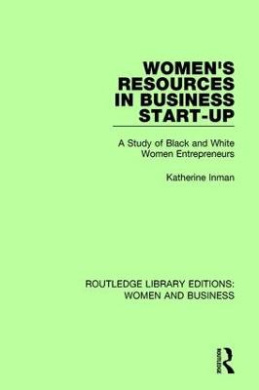 WOMEN'S
RESOURCES
IN BUSINESS
START-UP
A Study of Black and White
Women Entrepreneurs
Katherine Inman
ROUTLEDGE LIBRARY EDITIONS:
WOMEN AND BUSINESS
ROUTLEDGE